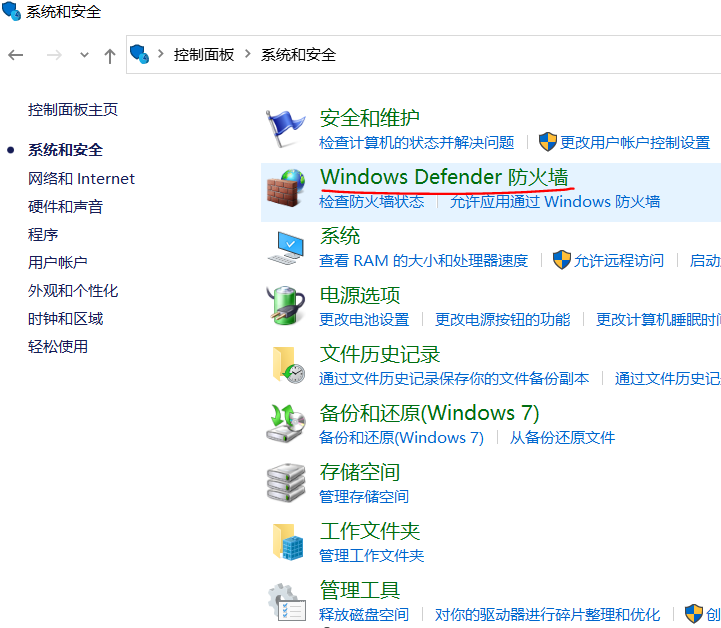 系统和安全
控制面板 系统和安全
控制面板主页
系统和安全
网络和 Internet
硬件和声音
程序
用户帐户
外观和个性化
时钟和区域
轻松使用
安全和维护
检查计算机的状态并解决问题 更改用户帐户控制设置
Windows Defender 防火墙
检查防火墙状态 允许应用通过 Windows 防火墙
系统
查看 RAM 的大小和处理器速度 允许远程访问 启动
电源选项
更改电池设置 更改电源按钮的功能 更改计算机睡眠时间
文件历史记录
通过文件历史记录保存你的文件备份副本 通过文件历史记
备份和还原(Windows 7)
备份和还原(Windows 7) 从备份还原文件
存储空间
管理存储空间
工作文件夹
管理工作文件夹
管理工具
释放磁盘空间 对你的驱动器进行碎片整理和优化 创